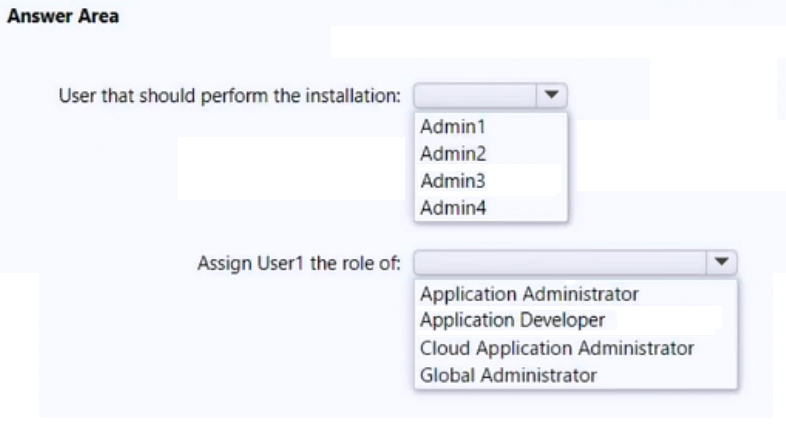 Answer Area
User that should perform the installation:
Admin1
Admin2
Admin3
Admin4
Assign User1 the role of:
Application Administrator
Application Developer
Cloud Application Administrator
Global Administrator